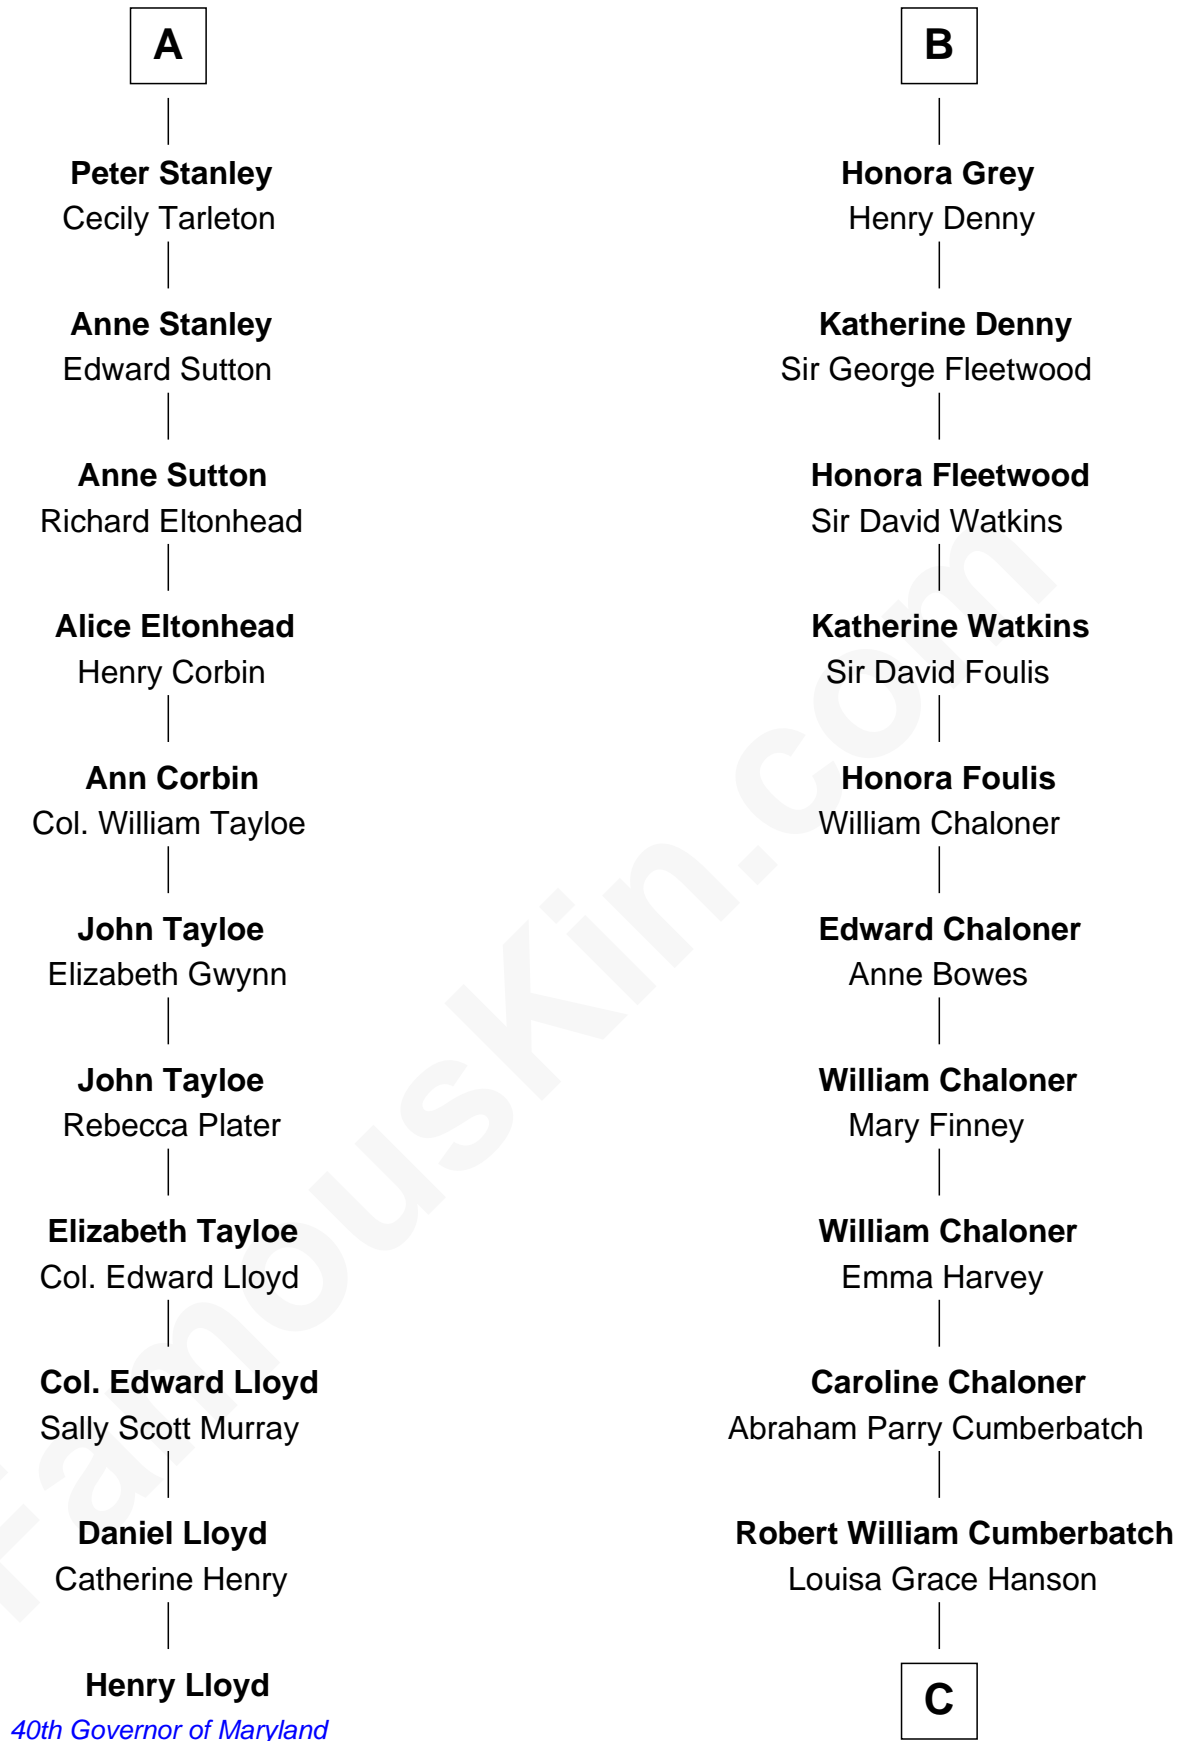 A
Peter Stanley
Cecily Tarleton
Anne Stanley
Edward Sutton
Anne Sutton
Richard Eltonhead
Alice Eltonhead
Henry Corbin
Ann Corbin
Col. William Tayloe
John Tayloe
Elizabeth Gwynn
John Tayloe
Rebecca Plater
Elizabeth Tayloe
Col. Edward Lloyd
Col. Edward Lloyd
Sally Scott Murray
Daniel Lloyd
Catherine Henry
Henry Lloyd
40th Governor of Maryland
B
Honora Grey
Henry Denny
Katherine Denny
Sir George Fleetwood
Honora Fleetwood
Sir David Watkins
Katherine Watkins
Sir David Foulis
Honora Foulis
William Chaloner
Edward Chaloner
Anne Bowes
William Chaloner
Mary Finney
William Chaloner
Emma Harvey
Caroline Chaloner
Abraham Parry Cumberbatch
Robert William Cumberbatch
Louisa Grace Hanson
C
FamousKin.com